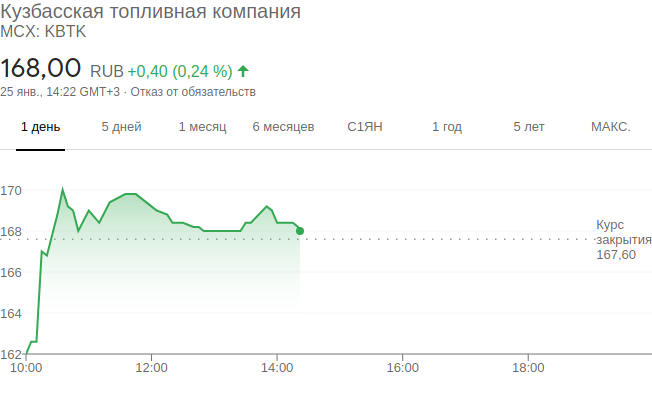 Кузбасская топливная компания
MCX: KBTK
168,00 RUB +0,40 (0,24 %)
25 янв., 14:22 GMT+3 · Отказ от обязательств
1 день 5 дней 1 месяц 6 месяцев С1ЯН 1 год 5 лет МАКС.
170
168
166
164
162
Курс
закрытия
167,60
10:00 12:00 14:00 16:00 18:00